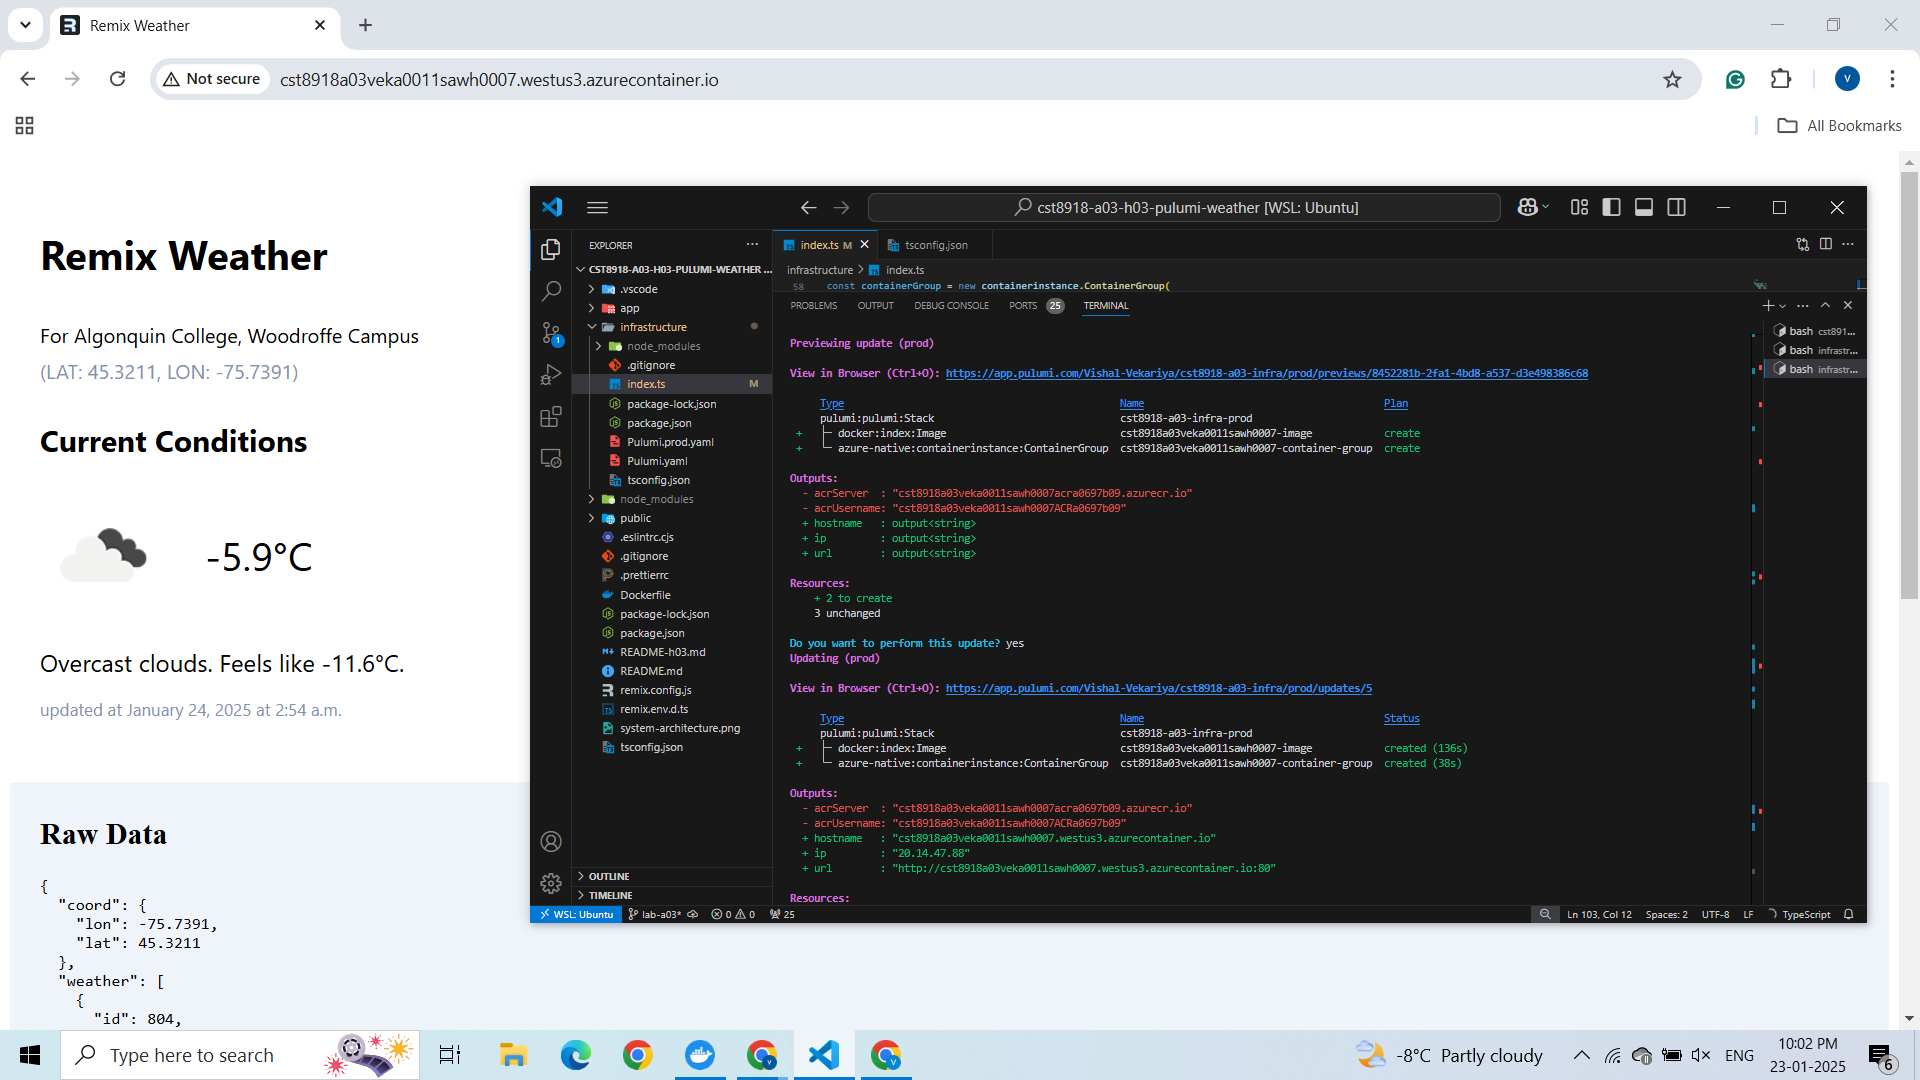 Remix Weather
Not secure
cst8918a03veka0011sawh0007.westus3.azurecontainer.io
V
All Bookmarks
Remix Weather
For Algonquin College, Woodroffe Campus
(LAT: 45.3211, LON: -75.7391)
Current Conditions
-5.9°C
Overcast clouds. Feels like -11.6°C.
updated at January 24, 2025 at 2:54 a.m.
Raw Data
{
"coord": {
"lon": -75.7391,
"lat": 45.3211
},
"weather": [
{
"id": 804,
cst8918-a03-h03-pulumi-weather [WSL: Ubuntu]
EXPLORER
CST8918-A03-H03-PULUMI-WEATHER ...
.vscode
app
infrastructure
node_modules
.gitignore
index.ts M
package-lock.json
package.json
Pulumi.prod.yaml
Pulumi.yaml
tsconfig.json
node_modules
public
.eslintrc.cjs
.gitignore
.prettierrc
Dockerfile
package-lock.json
package.json
README-h03.md
README.md
remix.config.js
remix.env.d.ts
system-architecture.png
tsconfig.json
OUTLINE
TIMELINE
1
index.ts M
tsconfig.json
infrastructure > index.ts
58 const containerGroup = new containerinstance.ContainerGroup(
PROBLEMS OUTPUT DEBUG CONSOLE PORTS 25 TERMINAL
Previewing update (prod)
View in Browser (Ctrl+O): https://app.pulumi.com/Vishal-Vekariya/cst8918-a03-infra/prod/previews/8452281b-2fa1-4bd8-a537-d3e498386c68
Type Name Plan
pulumi:pulumi:Stack cst8918-a03-infra-prod
+ ├─ docker:index:Image cst8918a03veka0011sawh0007-image create
+ └─ azure-native:containerinstance:ContainerGroup cst8918a03veka0011sawh0007-container-group create
Outputs:
- acrServer : "cst8918a03veka0011sawh0007acra0697b09.azurecr.io"
- acrUsername: "cst8918a03veka0011sawh0007ACRa0697b09"
+ hostname : output<string>
+ ip : output<string>
+ url : output<string>
Resources:
+ 2 to create
3 unchanged
Do you want to perform this update? yes
Updating (prod)
View in Browser (Ctrl+O): https://app.pulumi.com/Vishal-Vekariya/cst8918-a03-infra/prod/updates/5
Type Name Status
pulumi:pulumi:Stack cst8918-a03-infra-prod
+ ├─ docker:index:Image cst8918a03veka0011sawh0007-image created (136s)
+ └─ azure-native:containerinstance:ContainerGroup cst8918a03veka0011sawh0007-container-group created (38s)
Outputs:
- acrServer : "cst8918a03veka0011sawh0007acra0697b09.azurecr.io"
- acrUsername: "cst8918a03veka0011sawh0007ACRa0697b09"
+ hostname : "cst8918a03veka0011sawh0007.westus3.azurecontainer.io"
+ ip : "20.14.47.88"
+ url : "http://cst8918a03veka0011sawh0007.westus3.azurecontainer.io:80"
Resources:
bash cst891...
bash infrastr...
bash infrastr...
WSL: Ubuntu lab-a03* 0 0 25
Ln 103, Col 12 Spaces: 2 UTF-8 LF TypeScript
Type here to search
-8°C Partly cloudy
ENG
10:02 PM
23-01-2025
6